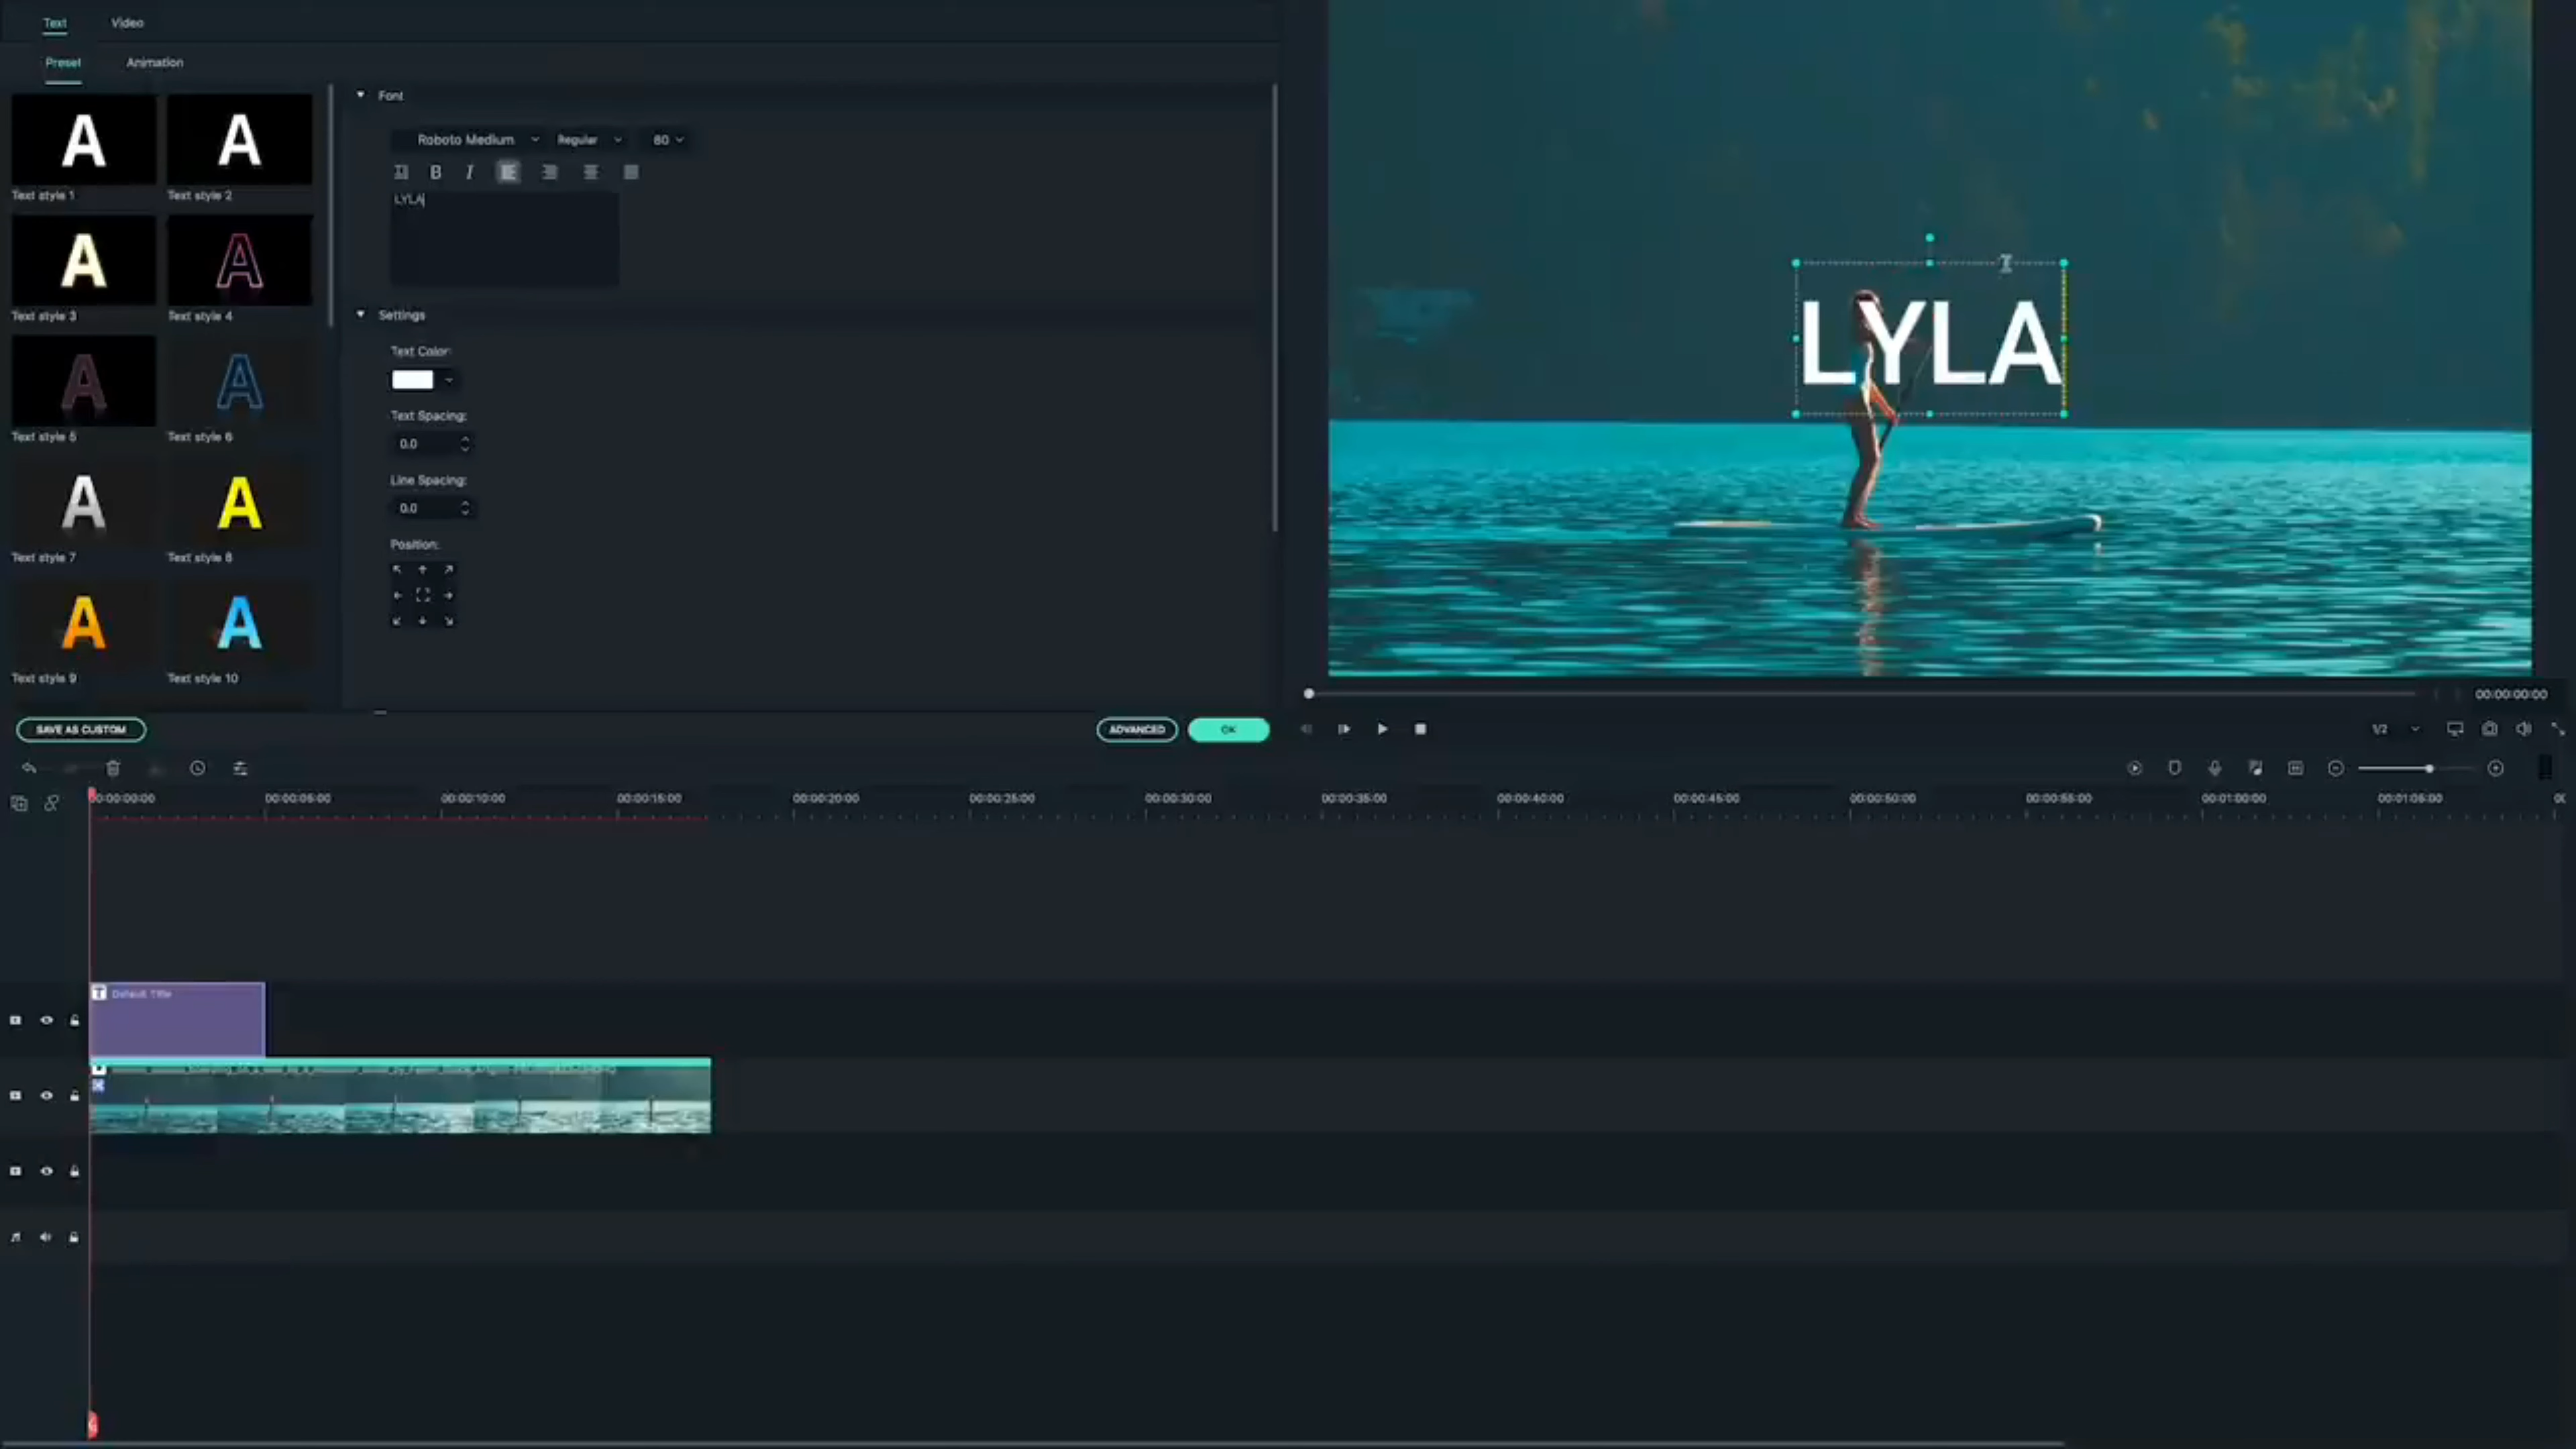 Text Video
Preset Animation
Font
Roboto Medium Regular 80
B I
LYLA
Settings
Text Color:
Text Spacing:
0.0
Line Spacing:
0.0
Position:
A A
Text style 1 Text style 2
A A
Text style 3 Text style 4
A A
Text style 5 Text style 6
A A
Text style 7 Text style 8
A A
Text style 9 Text style 10
LYLA
00:00:00:00
SAVE AS CUSTOM ADVANCED OK
1/2
00:00:00:00 00:00:05:00 00:00:10:00 00:00:15:00 00:00:20:00 00:00:25:00 00:00:30:00 00:00:35:00 00:00:40:00 00:00:45:00 00:00:50:00 00:00:55:00 00:01:00:00 00:01:05:00
T Default Title